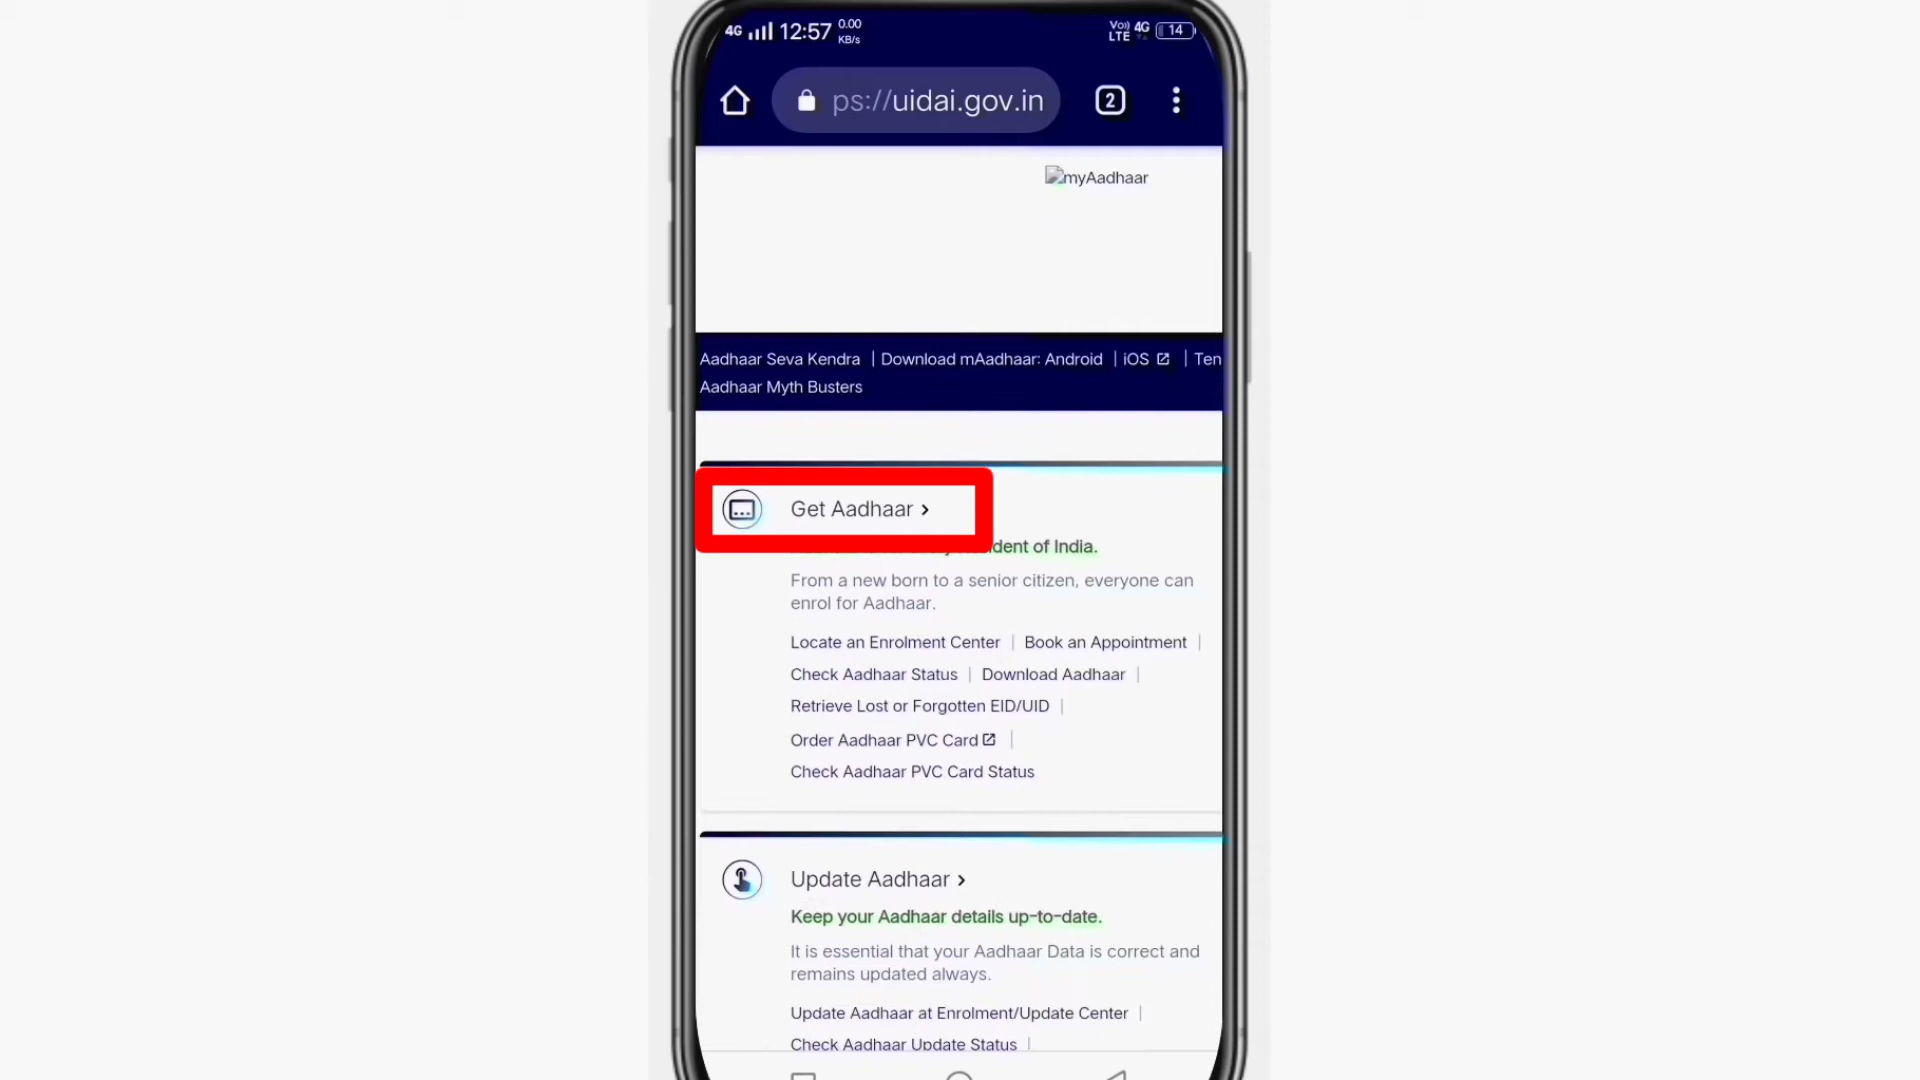 4G 12:57 0.00 KB/s Vo)) LTE 4G 14
ps://uidai.gov.in 2
myAadhaar
Aadhaar Seva Kendra | Download mAadhaar: Android | iOS | Ten
Aadhaar Myth Busters
Get Aadhaar >
dent of India.
From a new born to a senior citizen, everyone can
enrol for Aadhaar.
Locate an Enrolment Center | Book an Appointment |
Check Aadhaar Status | Download Aadhaar |
Retrieve Lost or Forgotten EID/UID |
Order Aadhaar PVC Card |
Check Aadhaar PVC Card Status
Update Aadhaar >
Keep your Aadhaar details up-to-date.
It is essential that your Aadhaar Data is correct and
remains updated always.
Update Aadhaar at Enrolment/Update Center |
Check Aadhaar Update Status |